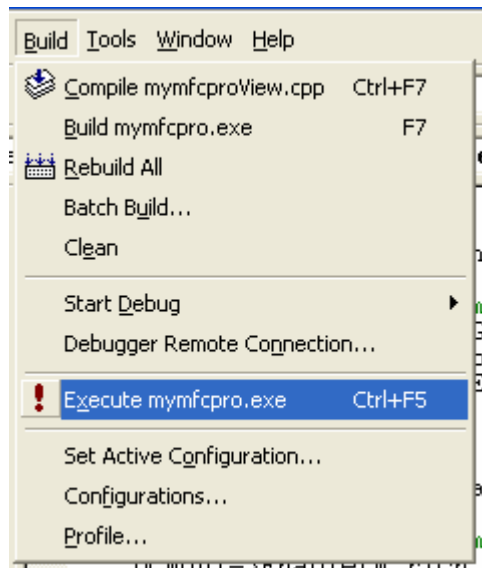 Build Tools Window Help
Compile mymfcproView.cpp Ctrl+F7
Build mymfcpro.exe F7
Rebuild All
Batch Build...
Clean
Start Debug
Debugger Remote Connection...
Execute mymfcpro.exe Ctrl+F5
Set Active Configuration...
Configurations...
Profile...